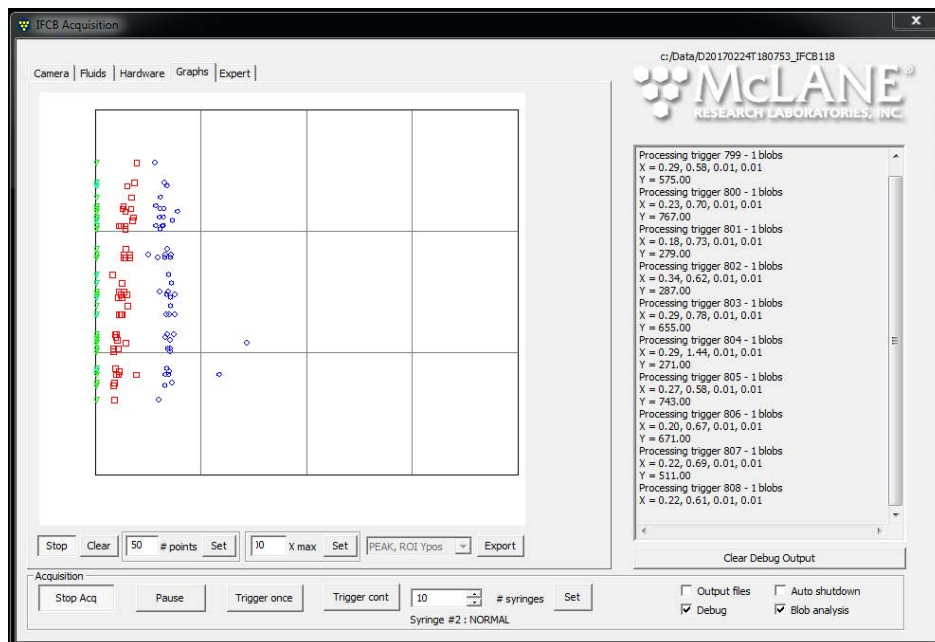 IFCB Acquisition
x
c:/Data/D20170224T180753_IFCB118
Camera Fluids Hardware Graphs Expert
McLANE®
RESEARCH LABORATORIES, INC.
Processing trigger 799 - 1 blobs
X = 0.29, 0.58, 0.01, 0.01
Y = 575.00
Processing trigger 800 - 1 blobs
X = 0.23, 0.70, 0.01, 0.01
Y = 767.00
Processing trigger 801 - 1 blobs
X = 0.18, 0.73, 0.01, 0.01
Y = 279.00
Processing trigger 802 - 1 blobs
X = 0.34, 0.62, 0.01, 0.01
Y = 287.00
Processing trigger 803 - 1 blobs
X = 0.29, 0.78, 0.01, 0.01
Y = 655.00
Processing trigger 804 - 1 blobs
X = 0.29, 1.44, 0.01, 0.01
Y = 271.00
Processing trigger 805 - 1 blobs
X = 0.27, 0.58, 0.01, 0.01
Y = 743.00
Processing trigger 806 - 1 blobs
X = 0.20, 0.67, 0.01, 0.01
Y = 671.00
Processing trigger 807 - 1 blobs
X = 0.22, 0.69, 0.01, 0.01
Y = 511.00
Processing trigger 808 - 1 blobs
X = 0.22, 0.61, 0.01, 0.01
Stop Clear 50 # points Set X max Set PEAK, ROI Ypos Export
Clear Debug Output
Acquisition
Stop Acq Pause Trigger once Trigger cont 10 # syringes Set
Syringe #2 : NORMAL
Output files Auto shutdown
Debug Blob analysis